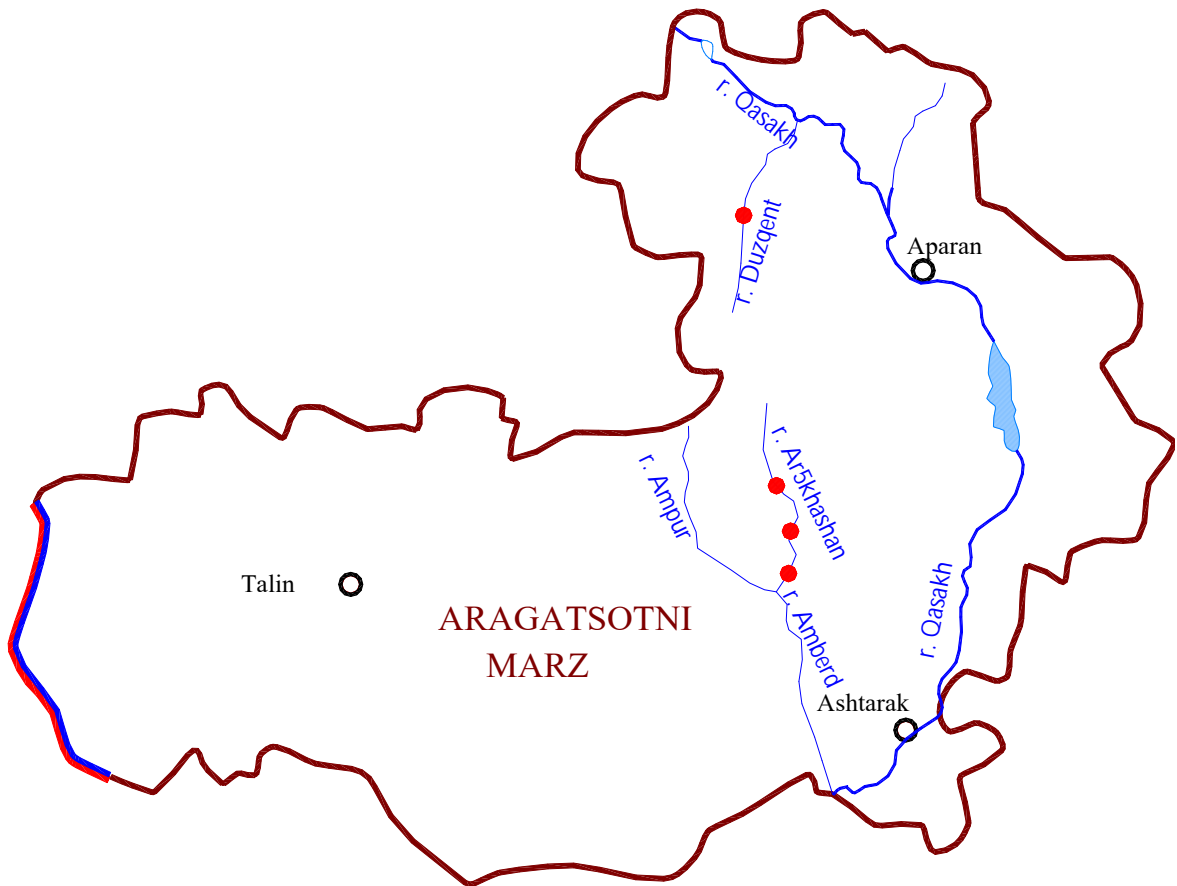 r. Qasakh
r. Duzqent
Aparan
r. Ampur
r. Ar5khashan
Talin
ARAGATSOTNI
MARZ
r. Amberd
r. Qasakh
Ashtarak